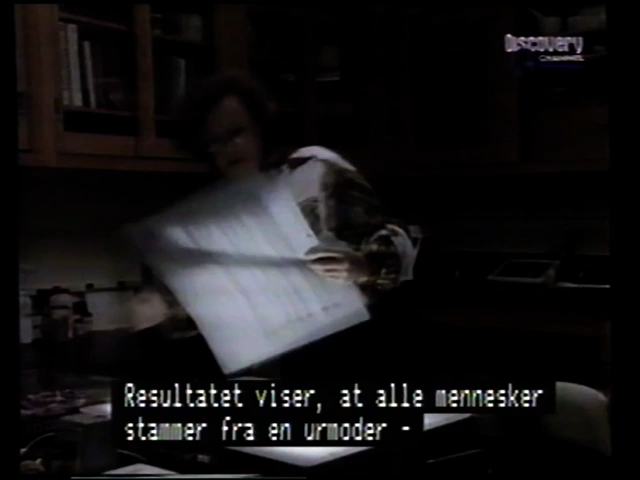 Discovery
CHANNEL
Resultatet viser, at alle mennesker
stammer fra en urmoder -